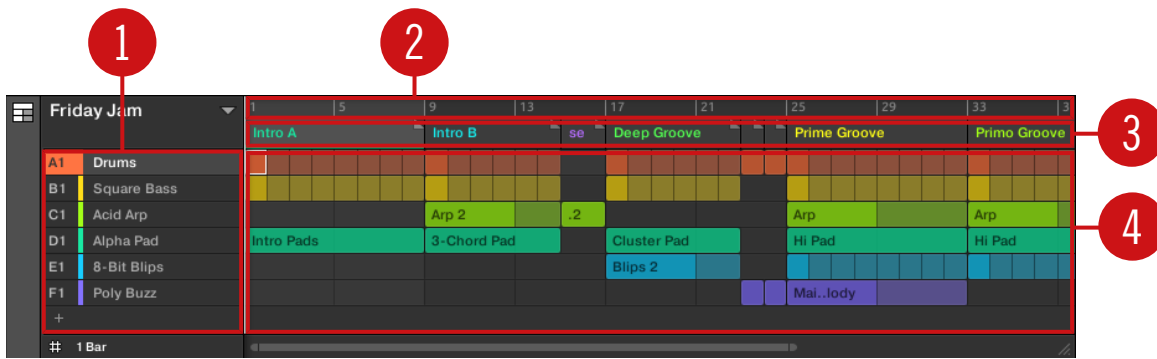 1 2
Friday Jam 1 5 9 13 17 21 25 29 33 3
Intro A Intro B se Deep Groove Prime Groove Primo Groove 3
A1 Drums
B1 Square Bass
C1 Acid Arp Arp 2 .2 Arp Arp
D1 Alpha Pad Intro Pads 3-Chord Pad Cluster Pad Hi Pad Hi Pad 4
E1 8-Bit Blips Blips 2
F1 Poly Buzz Mai..lody
+
1 Bar